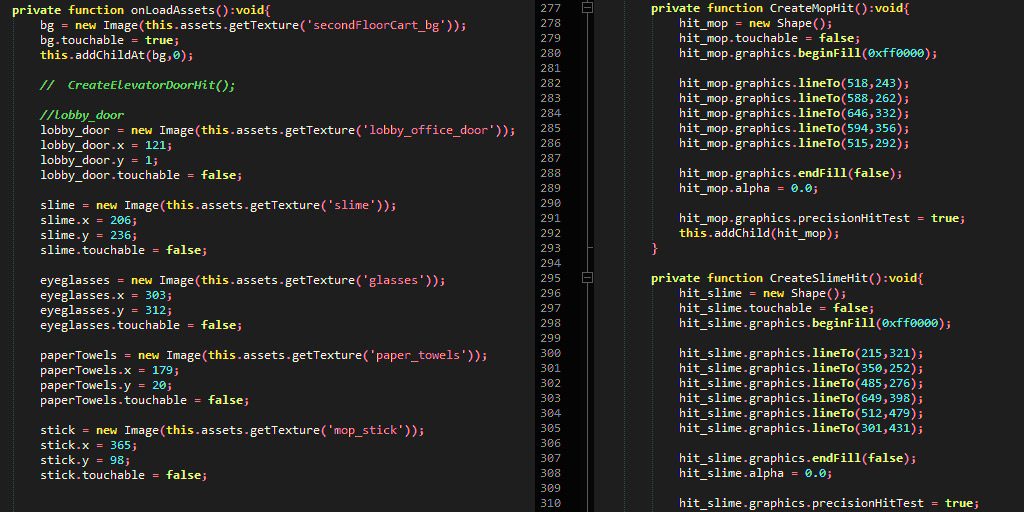 private function onLoadAssets():void{
bg = new Image(this.assets.getTexture('secondFloorCart_bg'));
bg.touchable = true;
this.addChildAt(bg,0);
//  CreateElevatorDoorHit();
//lobby_door
lobby_door = new Image(this.assets.getTexture('lobby_office_door'));
lobby_door.x = 121;
lobby_door.y = 1;
lobby_door.touchable = false;
slime = new Image(this.assets.getTexture('slime'));
slime.x = 206;
slime.y = 236;
slime.touchable = false;
eyeglasses = new Image(this.assets.getTexture('glasses'));
eyeglasses.x = 303;
eyeglasses.y = 312;
eyeglasses.touchable = false;
paperTowels = new Image(this.assets.getTexture('paper_towels'));
paperTowels.x = 179;
paperTowels.y = 20;
paperTowels.touchable = false;
stick = new Image(this.assets.getTexture('mop_stick'));
stick.x = 365;
stick.y = 98;
stick.touchable = false;
277 private function CreateMopHit():void{
278 hit_mop = new Shape();
279 hit_mop.touchable = false;
280 hit_mop.graphics.beginFill(0xff0000);
281
282 hit_mop.graphics.lineTo(518,243);
283 hit_mop.graphics.lineTo(588,262);
284 hit_mop.graphics.lineTo(646,332);
285 hit_mop.graphics.lineTo(594,356);
286 hit_mop.graphics.lineTo(515,292);
287
288 hit_mop.graphics.endFill(false);
289 hit_mop.alpha = 0.0;
290
291 hit_mop.graphics.precisionHitTest = true;
292 this.addChild(hit_mop);
293 }
294
295 private function CreateSlimeHit():void{
296 hit_slime = new Shape();
297 hit_slime.touchable = false;
298 hit_slime.graphics.beginFill(0xff0000);
299
300 hit_slime.graphics.lineTo(215,321);
301 hit_slime.graphics.lineTo(350,252);
302 hit_slime.graphics.lineTo(485,276);
303 hit_slime.graphics.lineTo(649,398);
304 hit_slime.graphics.lineTo(512,479);
305 hit_slime.graphics.lineTo(301,431);
306
307 hit_slime.graphics.endFill(false);
308 hit_slime.alpha = 0.0;
309
310 hit_slime.graphics.precisionHitTest = true;